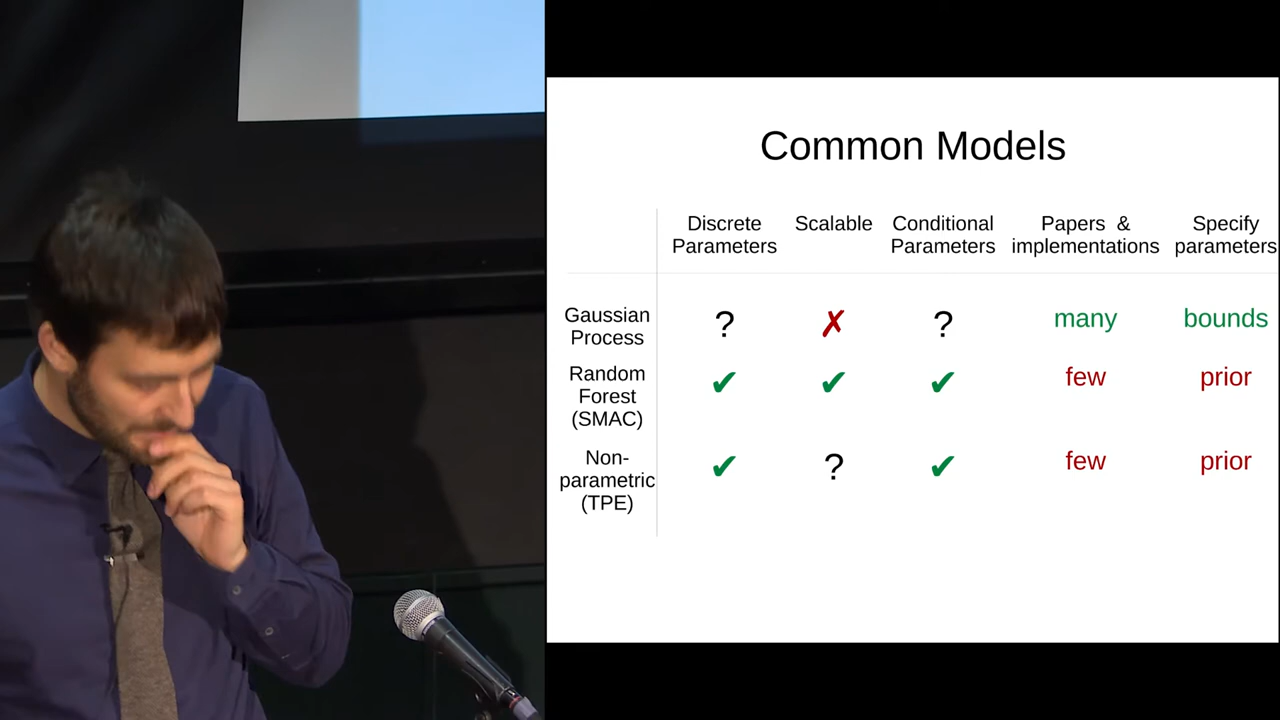 Common Models
Discrete Parameters
Scalable
Conditional Parameters
Papers & implementations
Specify parameters
Gaussian Process ? ✗ ? many bounds
Random Forest (SMAC) ✔ ✔ ✔ few prior
Non-parametric (TPE) ✔ ? ✔ few prior